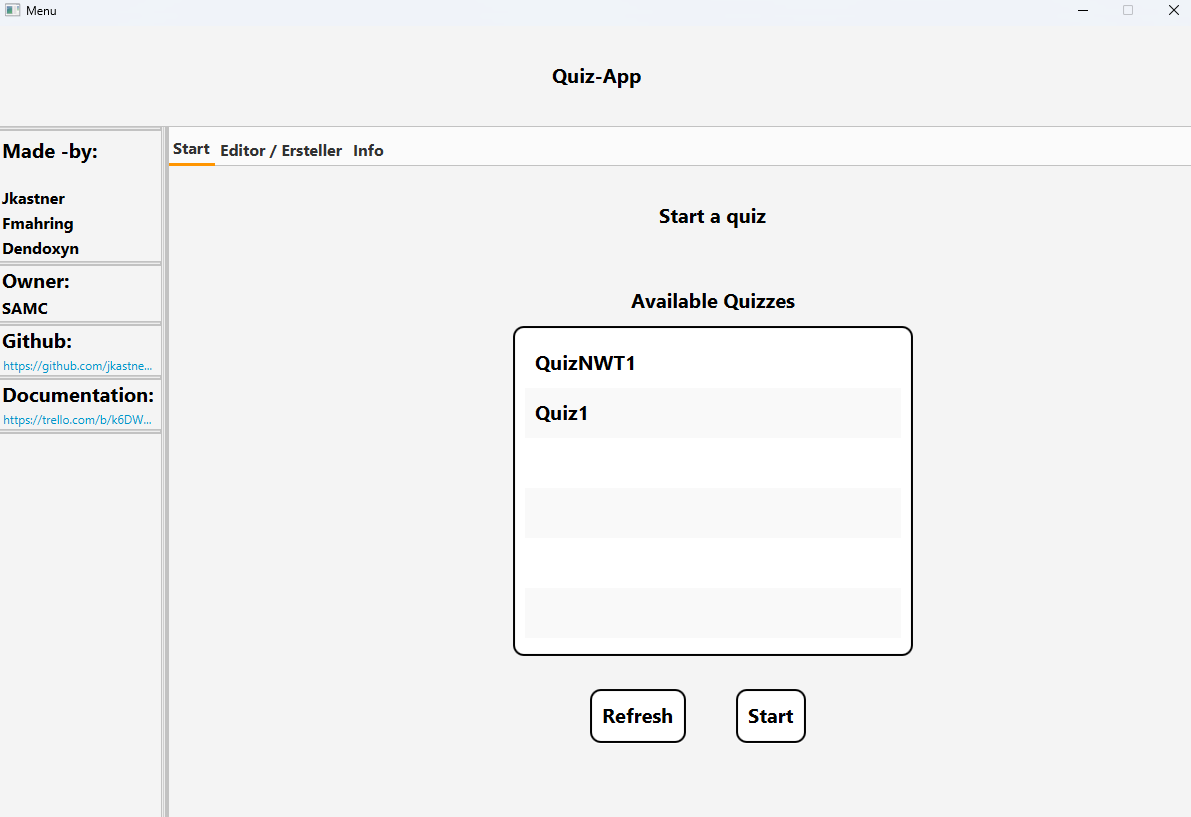 Menu
Quiz-App
Made -by:
Jkastner
Fmahring
Dendoxyn
Owner:
SAMC
Github:
https://github.com/jkastne...
Documentation:
https://trello.com/b/k6DW...
Start Editor / Ersteller Info
Start a quiz
Available Quizzes
QuizNWT1
Quiz1
Refresh Start